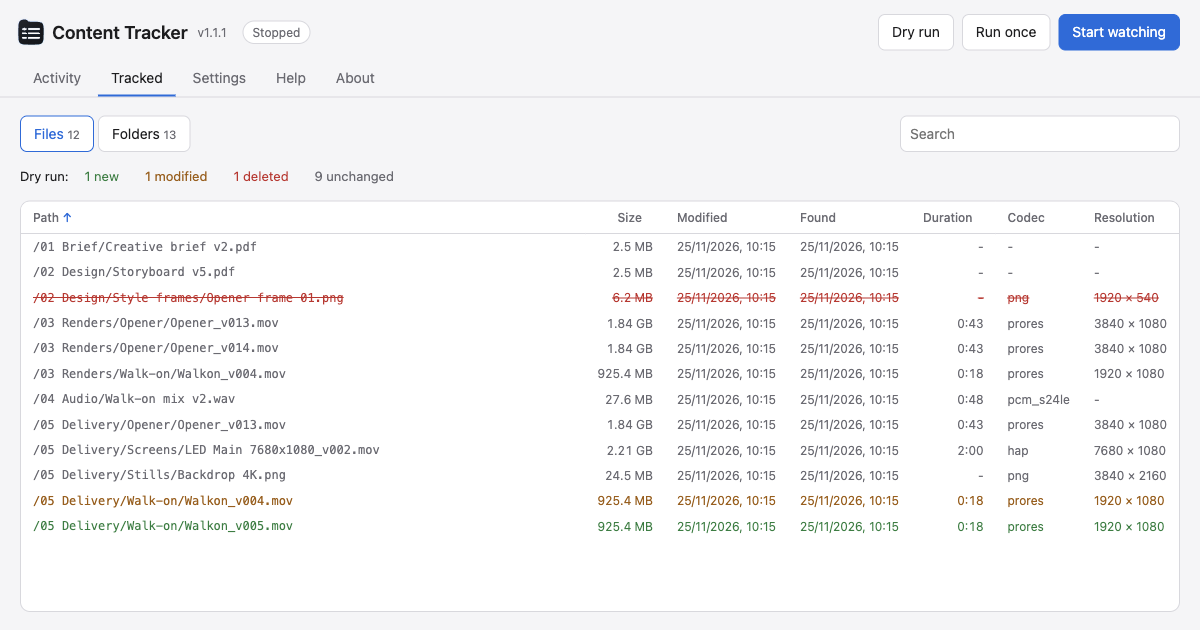 Content Tracker v1.1.1 Stopped Dry run Run once Start watching
Activity Tracked Settings Help About
Files 12 Folders 13 Search
Dry run: 1 new 1 modified 1 deleted 9 unchanged
Path ↑ Size Modified Found Duration Codec Resolution
/01 Brief/Creative brief v2.pdf 2.5 MB 25/11/2026, 10:15 25/11/2026, 10:15 - - -
/02 Design/Storyboard v5.pdf 2.5 MB 25/11/2026, 10:15 25/11/2026, 10:15 - - -
/02 Design/Style frames/Opener frame 01.png 6.2 MB 25/11/2026, 10:15 25/11/2026, 10:15 - png 1920 × 540
/03 Renders/Opener/Opener_v013.mov 1.84 GB 25/11/2026, 10:15 25/11/2026, 10:15 0:43 prores 3840 × 1080
/03 Renders/Opener/Opener_v014.mov 1.84 GB 25/11/2026, 10:15 25/11/2026, 10:15 0:43 prores 3840 × 1080
/03 Renders/Walk-on/Walkon_v004.mov 925.4 MB 25/11/2026, 10:15 25/11/2026, 10:15 0:18 prores 1920 × 1080
/04 Audio/Walk-on mix v2.wav 27.6 MB 25/11/2026, 10:15 25/11/2026, 10:15 0:48 pcm_s24le -
/05 Delivery/Opener/Opener_v013.mov 1.84 GB 25/11/2026, 10:15 25/11/2026, 10:15 0:43 prores 3840 × 1080
/05 Delivery/Screens/LED Main 7680x1080_v002.mov 2.21 GB 25/11/2026, 10:15 25/11/2026, 10:15 2:00 hap 7680 × 1080
/05 Delivery/Stills/Backdrop 4K.png 24.5 MB 25/11/2026, 10:15 25/11/2026, 10:15 - png 3840 × 2160
/05 Delivery/Walk-on/Walkon_v004.mov 925.4 MB 25/11/2026, 10:15 25/11/2026, 10:15 0:18 prores 1920 × 1080
/05 Delivery/Walk-on/Walkon_v005.mov 925.4 MB 25/11/2026, 10:15 25/11/2026, 10:15 0:18 prores 1920 × 1080